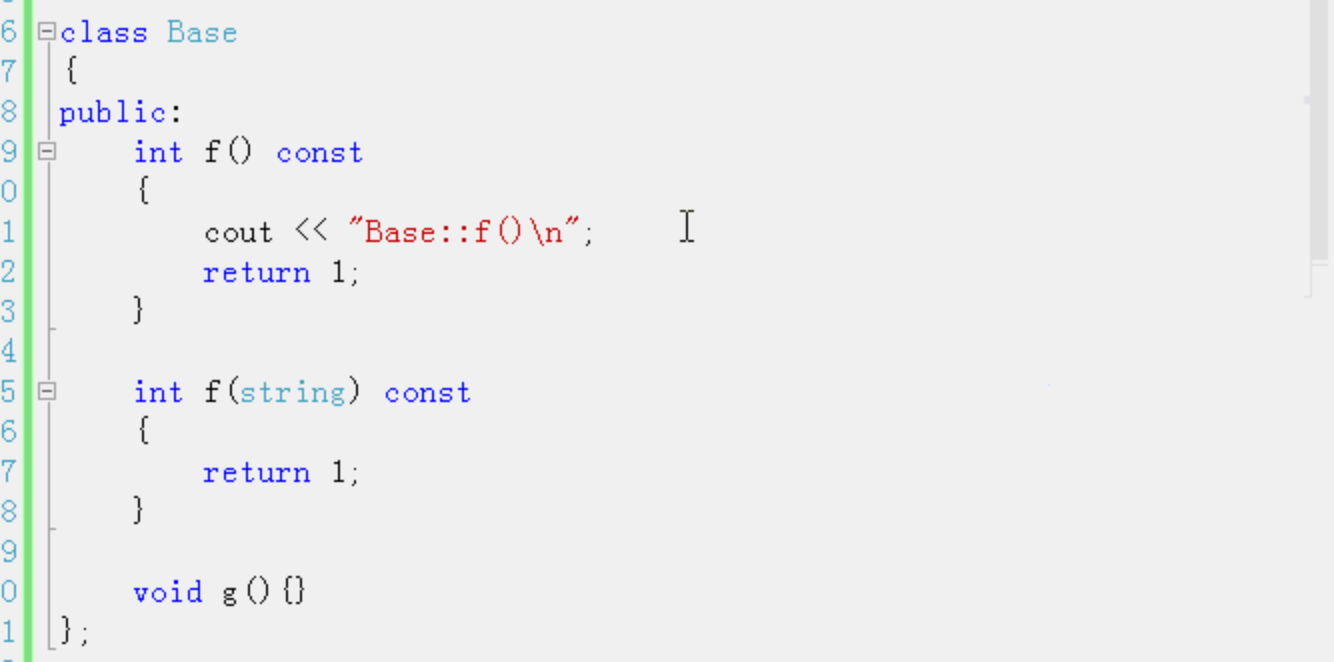 6 class Base
7 {
8 public:
9 int f() const
0 {
1 cout << "Base::f()\n";
2 return 1;
3 }
4
5 int f(string) const
6 {
7 return 1;
8 }
9
0 void g(){}
1 };